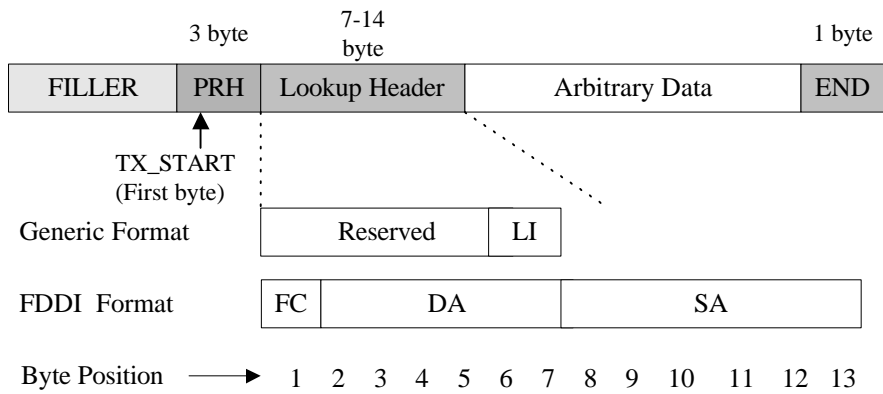 3 byte
7-14
byte
1 byte
FILLER PRH Lookup Header Arbitrary Data END
TX_START
(First byte)
Generic Format Reserved LI
FDDI Format FC DA SA
Byte Position 1 2 3 4 5 6 7 8 9 10 11 12 13